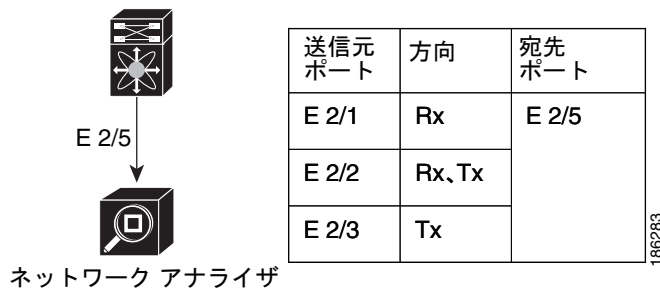 E 2/5
ネットワーク アナライザ
送信元
ポート
方向
宛先
ポート
E 2/1
Rx
E 2/5
E 2/2
Rx、Tx
E 2/3
Tx
186283